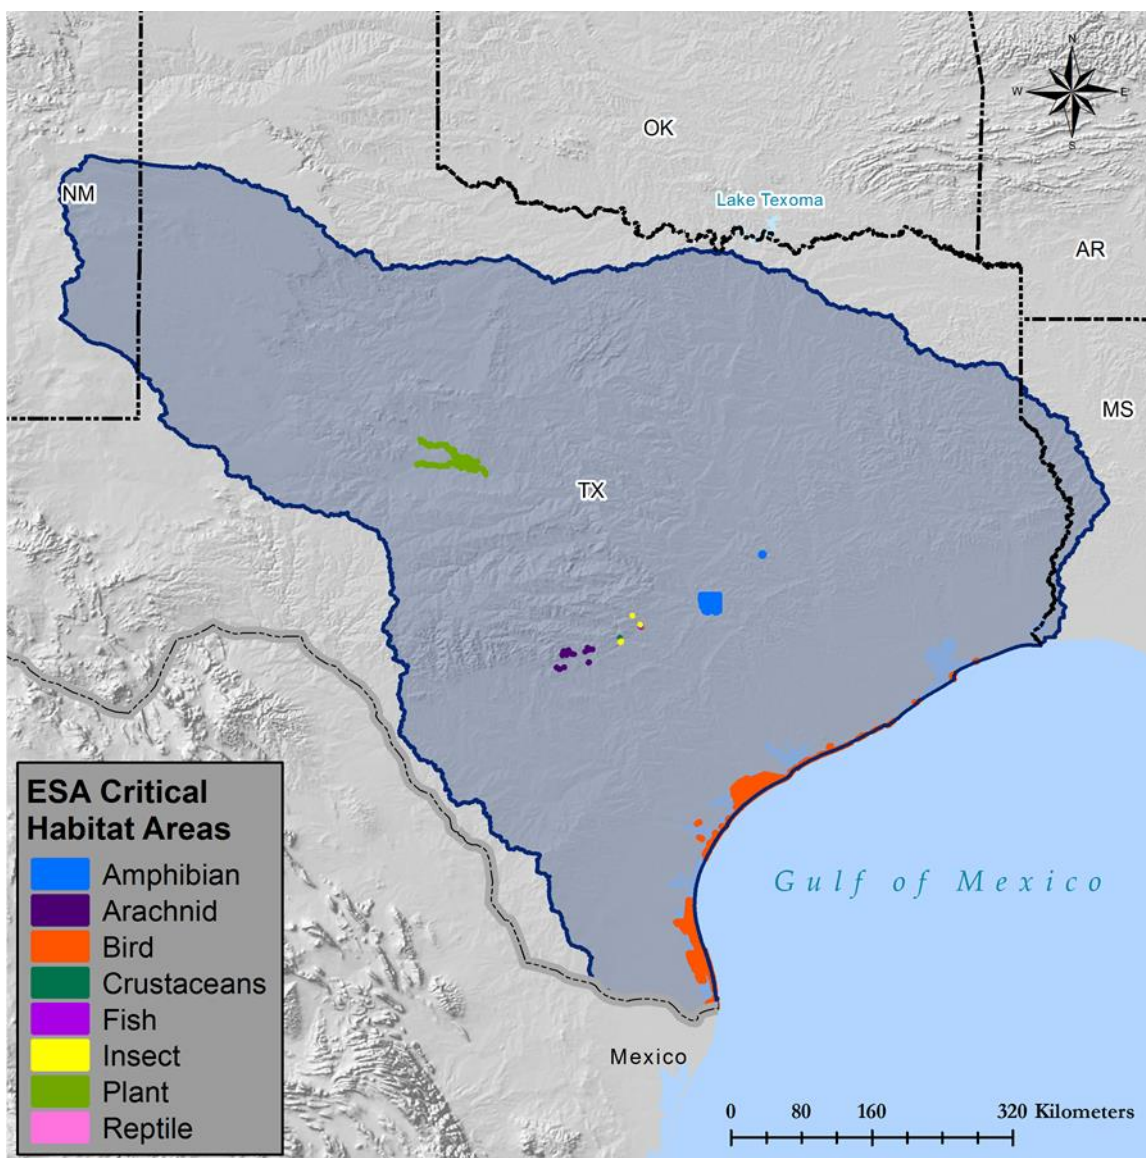 N
W
E
S
OK
Lake Texoma
NM
AR
MS
TX
ESA Critical
Habitat Areas
Amphibian
Arachnid
Bird
Crustaceans
Fish
Insect
Plant
Reptile
Gulf of Mexico
Mexico
0 80 160 320 Kilometers